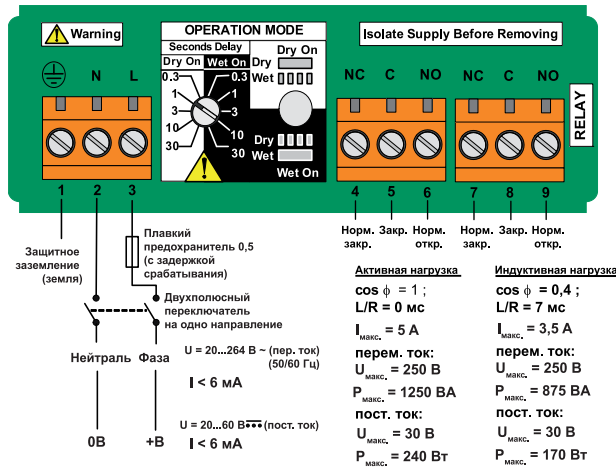 Warning
OPERATION MODE
Isolate Supply Before Removing
Seconds Delay
Dry On Wet On
Dry On
Dry
Wet
0.3 0.3
1 1
3 3
10 10
30 30
Dry
Wet
Wet On
N L
NC C NO NC C NO
RELAY
1 2 3 4 5 6 7 8 9
Норм. закр. Закр. Норм. откр. Норм. закр. Закр. Норм. откр.
Защитное
заземление
(земля)
Плавкий
предохранитель 0,5
(с задержкой
срабатывания)
Двухполюсный
переключатель
на одно направление
Нейтраль Фаза
U = 20...264 В ~ (пер. ток)
(50/60 Гц)
I < 6 мА
U = 20...60 В (пост. ток)
I < 6 мА
0В +В
Активная нагрузка
cos ϕ = 1 ;
L/R = 0 мс
Iмакс. = 5 А
перем. ток:
Uмакс. = 250 В
Pмакс. = 1250 ВА
пост. ток:
Uмакс. = 30 В
Pмакс. = 240 Вт
Индуктивная нагрузка
cos ϕ = 0,4 ;
L/R = 7 мс
Iмакс. = 3,5 А
перем. ток:
Uмакс. = 250 В
Pмакс. = 875 ВА
пост. ток:
Uмакс. = 30 В
Pмакс. = 170 Вт